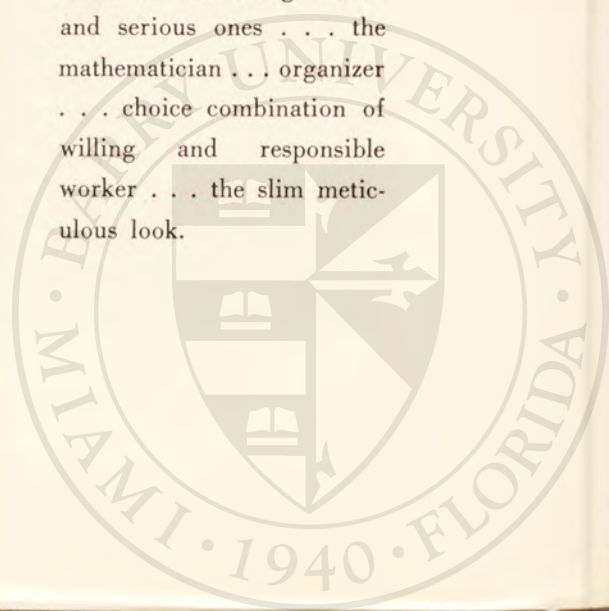 and serious ones . . . the
mathematician . . . organizer
. . . choice combination of
willing and responsible
worker . . . the slim metic-
ulous look.
BARRY UNIVERSITY
MIAMI • 1940 • FLORIDA